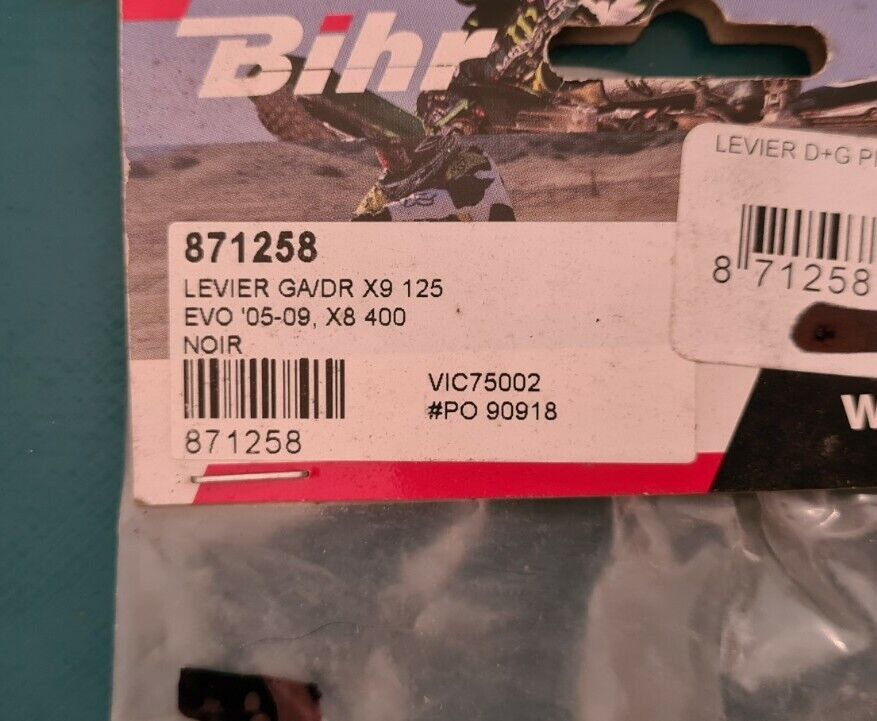 Bihr
LEVIER D+G
8 71258
871258
LEVIER GA/DR X9 125
EVO '05-09, X8 400
NOIR
VIC75002
#PO 90918
871258
W